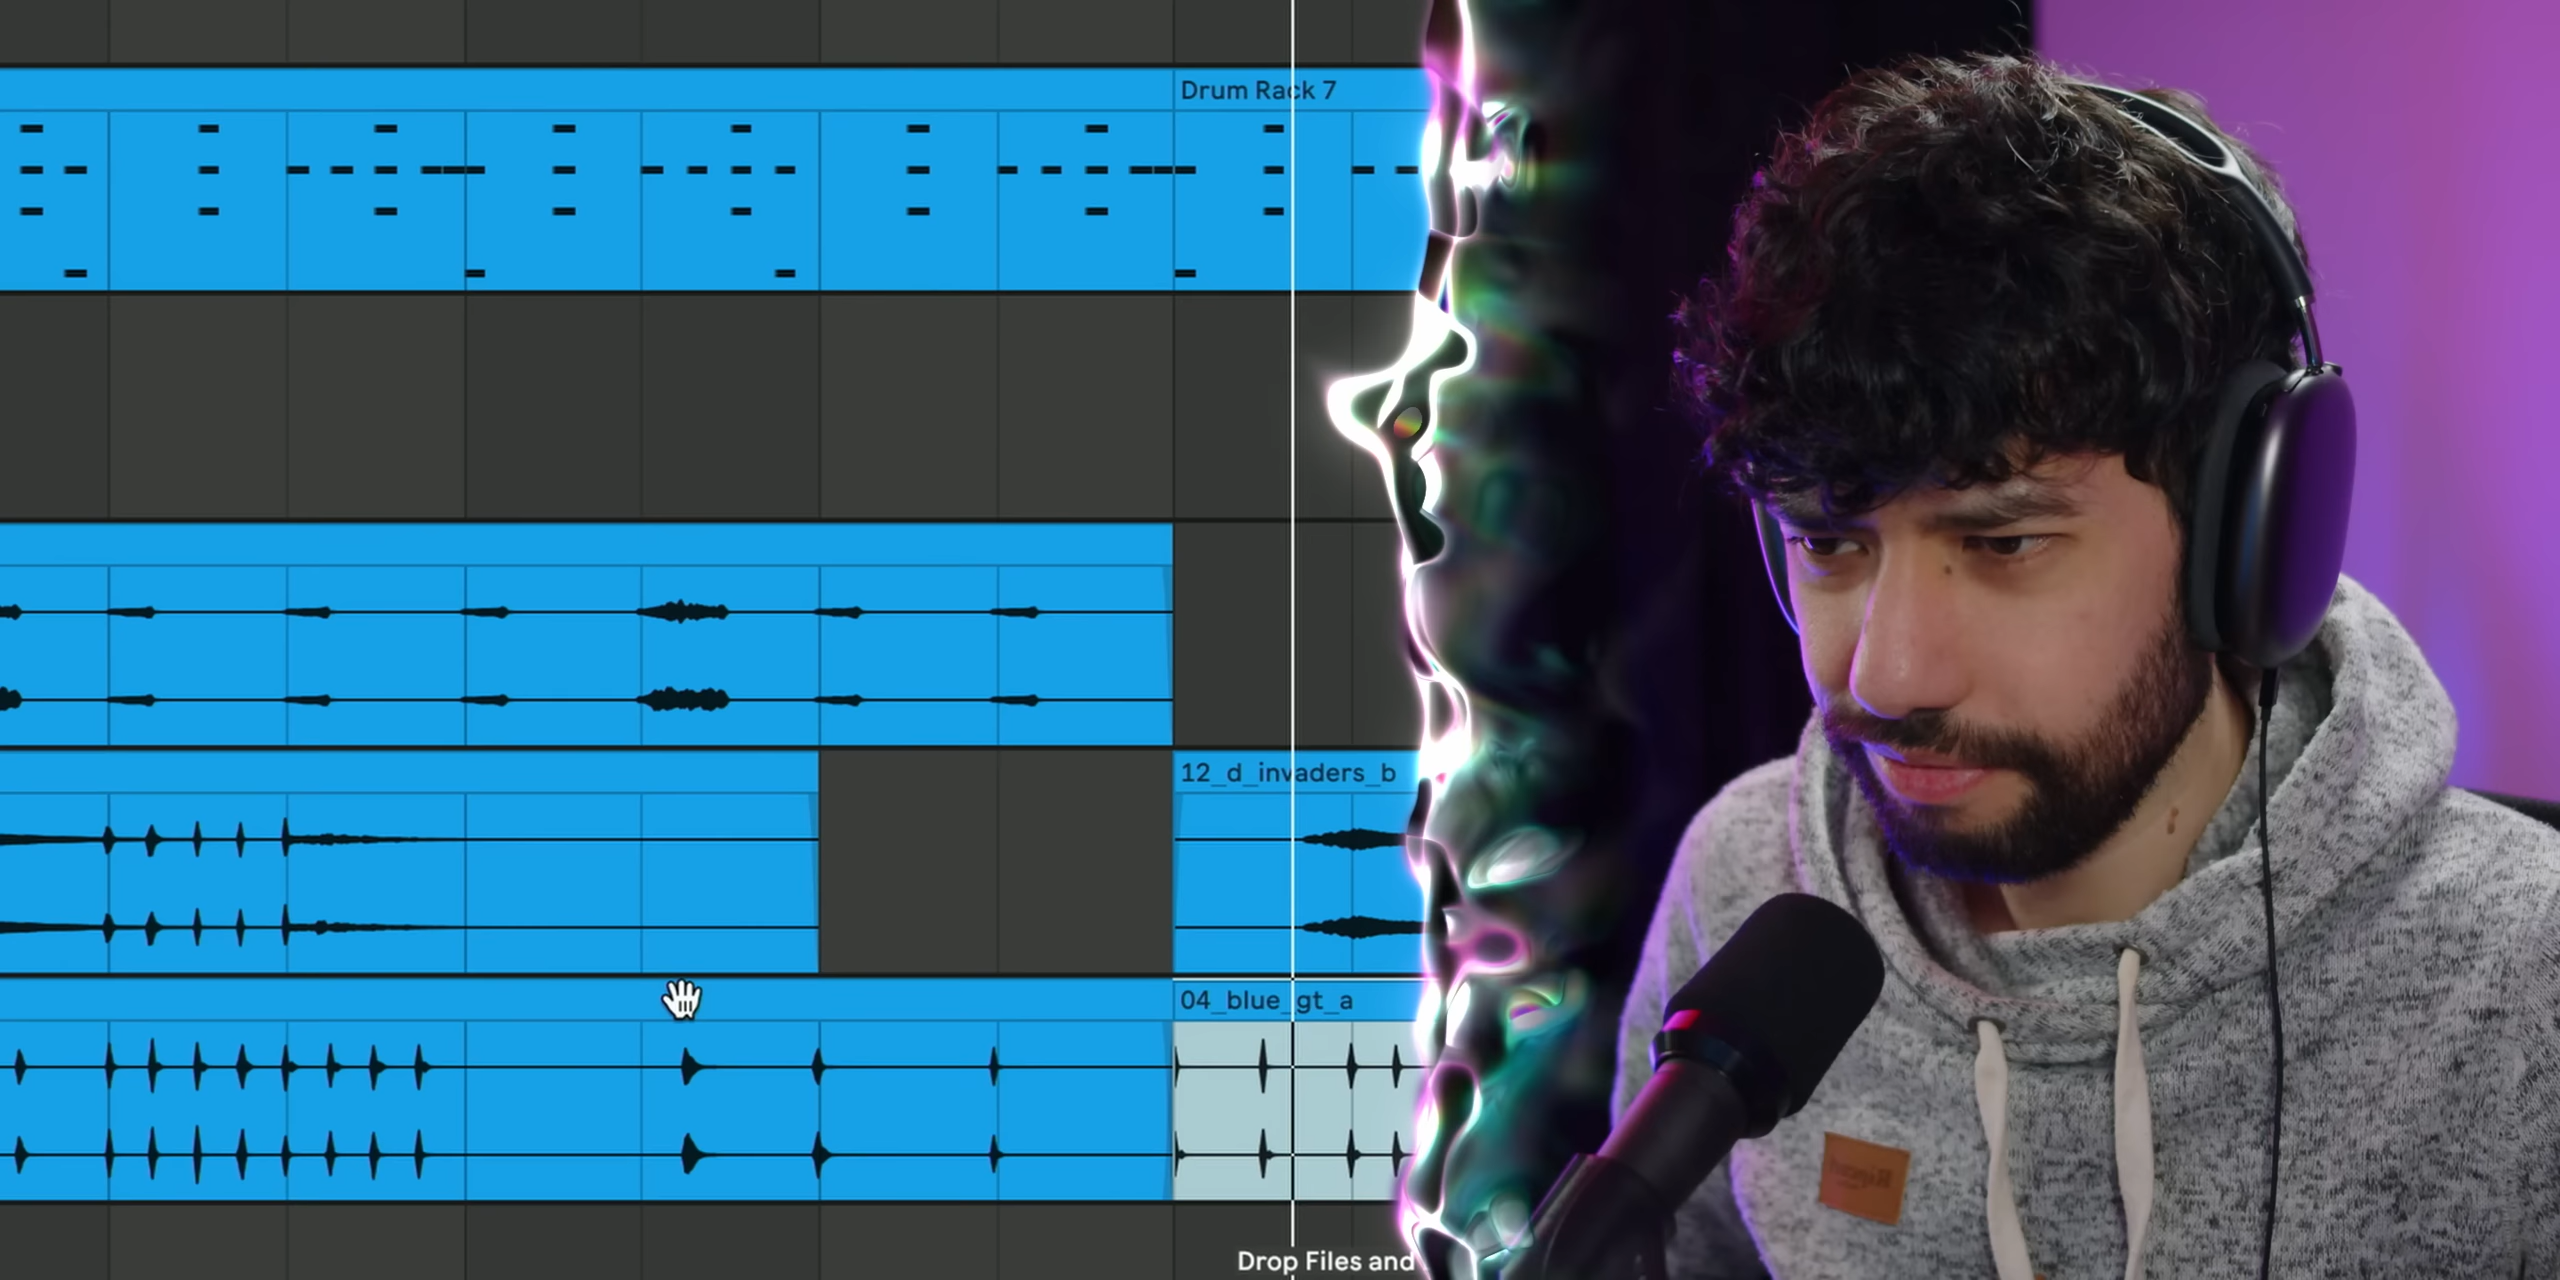 Drum Rack 7
12_d_invaders_b
04_blue_gt_a
Drop Files and